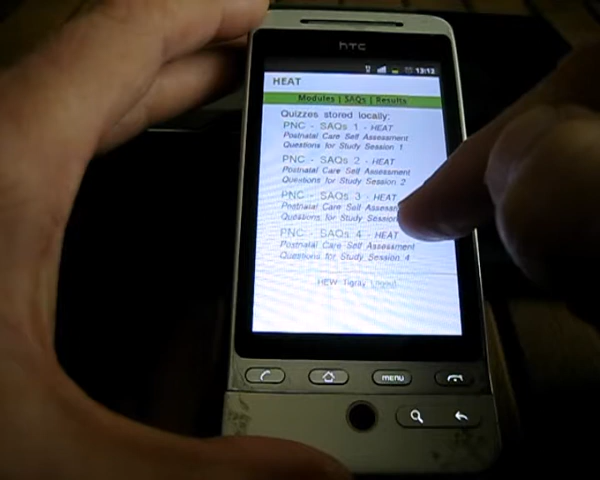 htc
13:13
HEAT
Modules | SAQs | Results
Quizzes stored locally:
PNC - SAQs 1 - HEAT
Postnatal Care Self Assessment
Questions for Study Session 1
PNC - SAQs 2 - HEAT
Postnatal Care Self Assessment
Questions for Study Session 2
PNC - SAQs 3 - HEAT
Postnatal Care Self
Questions for Study Session
PNC - SAQs 4 - HEAT
Postnatal Care Self Assessment
Questions for Study Session 4
HEW Tigray Logout
MENU